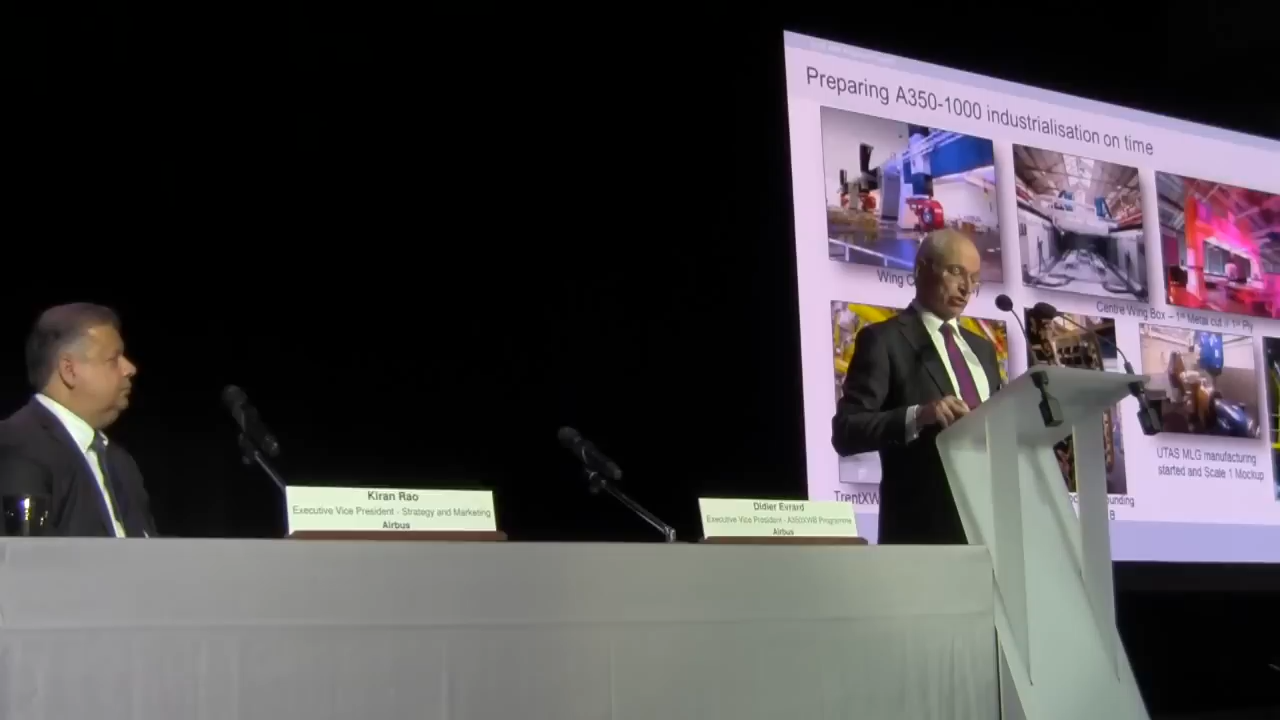 Preparing A350-1000 industrialisation on time
Wing
Centre Wing Box – 1st Metal cut // 1st Ply
UTAS MLG manufacturing
started and Scale 1 Mockup
TrentXW
B
Kiran Rao
Executive Vice President - Strategy and Marketing
Airbus
Didier Evrard
Executive Vice President - A350XWB Programme
Airbus